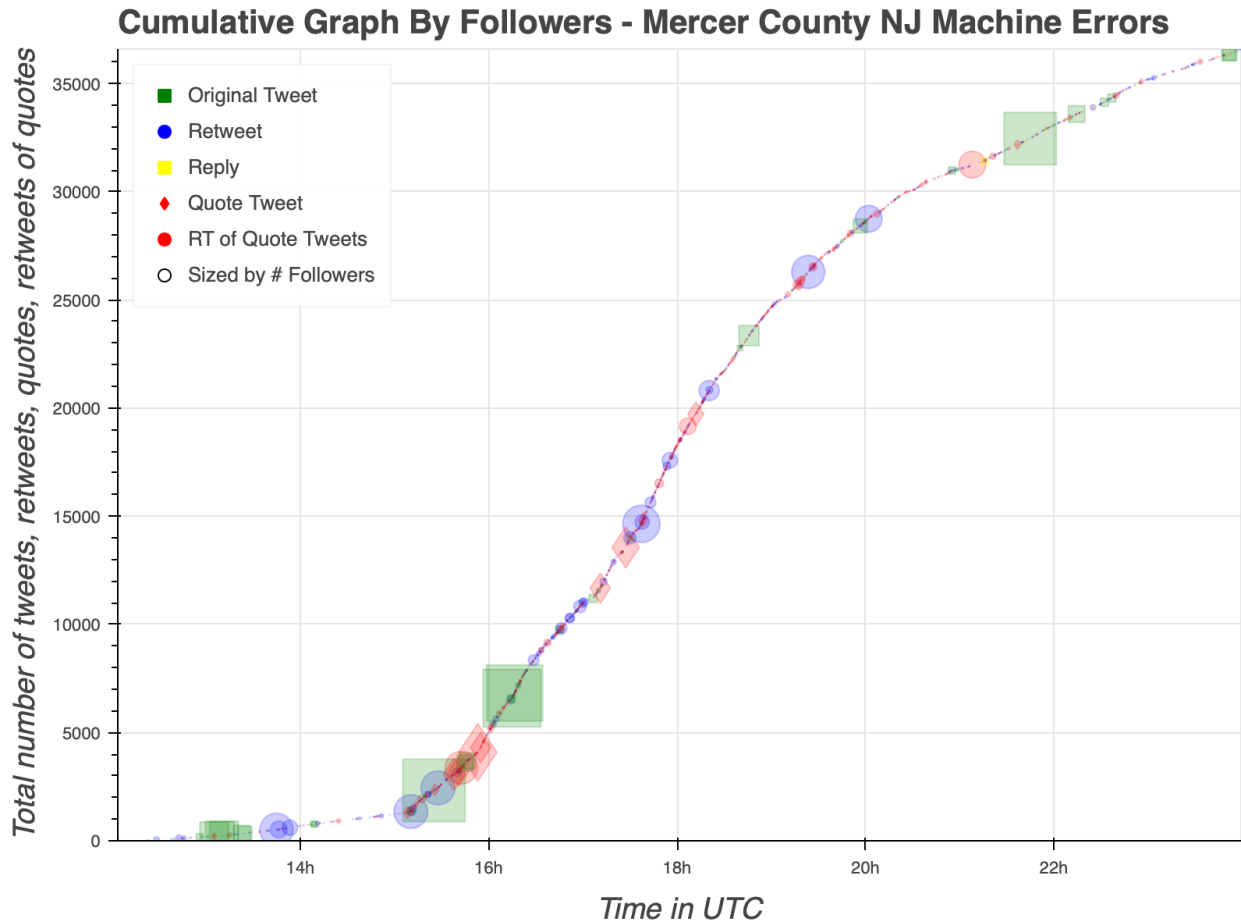 Cumulative Graph By Followers - Mercer County NJ Machine Errors
Total number of tweets, retweets, quotes, retweets of quotes
35000
30000
25000
20000
15000
10000
5000
0
Original Tweet
Retweet
Reply
Quote Tweet
RT of Quote Tweets
Sized by # Followers
14h
16h
18h
20h
22h
Time in UTC